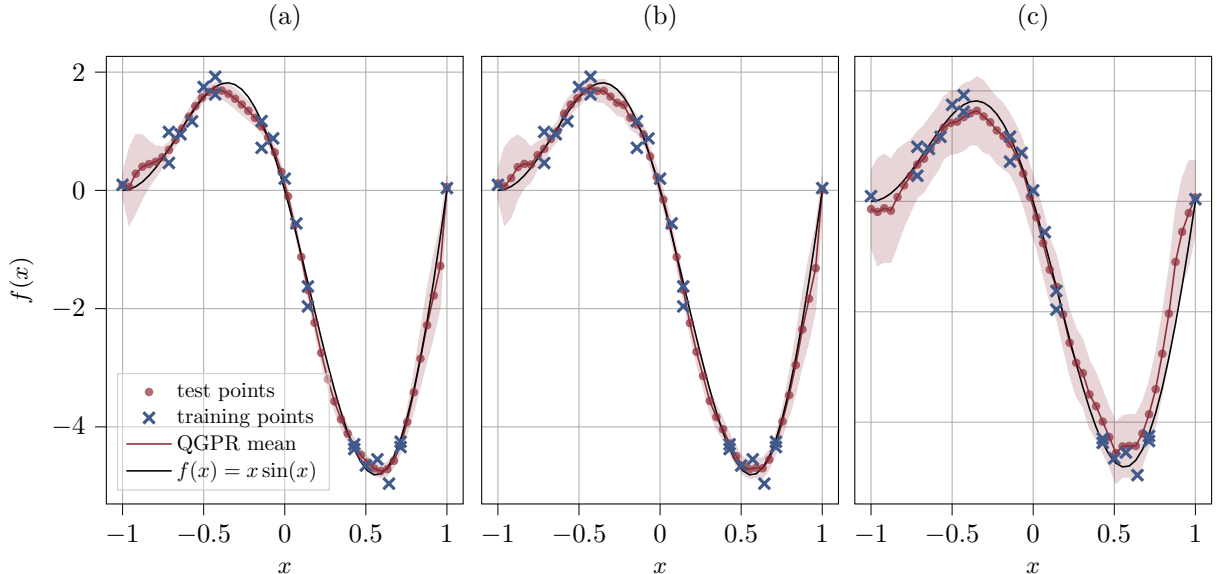 (a)
(b)
(c)
2
0
−2
−4
f(x)
test points
training points
QGPR mean
f(x) = x sin(x)
−1
−0.5
0
0.5
1
−1
−0.5
0
0.5
1
−1
−0.5
0
0.5
1
x
x
x